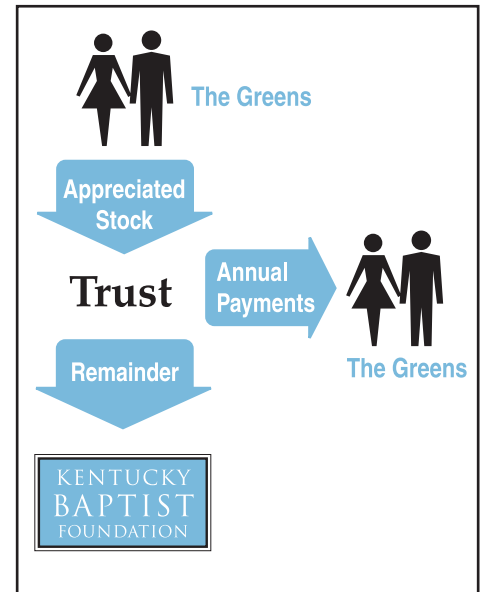 The Greens
Appreciated
Stock
Trust
Annual
Payments
The Greens
Remainder
KENTUCKY
BAPTIST
FOUNDATION